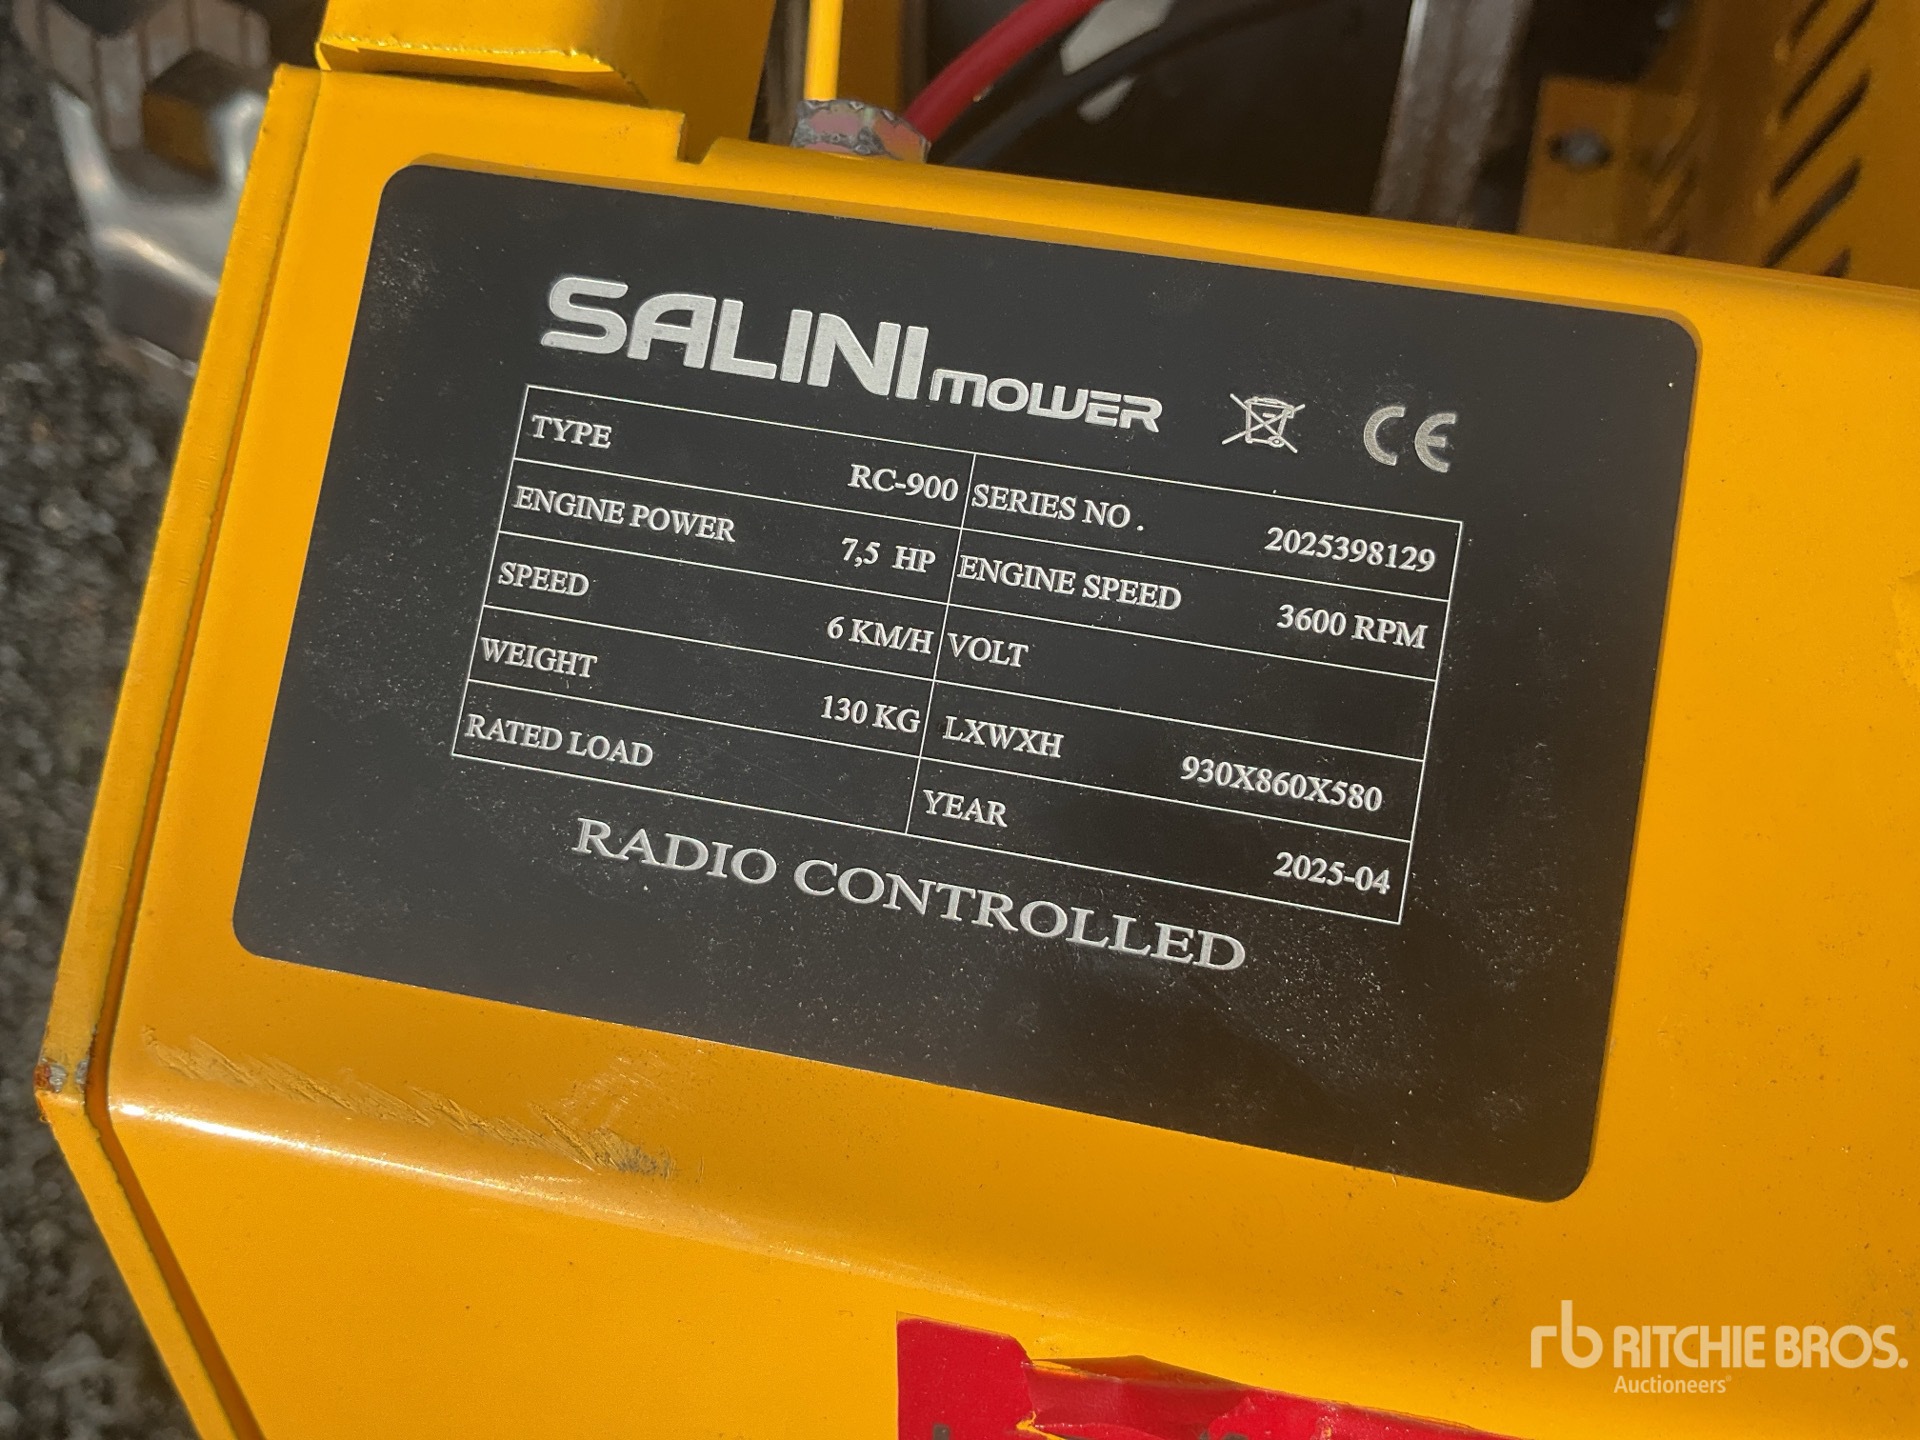 SALINI MOWER
CE
TYPE RC-900 SERIES NO. 2025398129
ENGINE POWER 7,5 HP ENGINE SPEED 3600 RPM
SPEED 6 KM/H VOLT
WEIGHT 130 KG LXWXH 930X860X580
RATED LOAD YEAR 2025-04
RADIO CONTROLLED
rb RITCHIE BROS.
Auctioneers